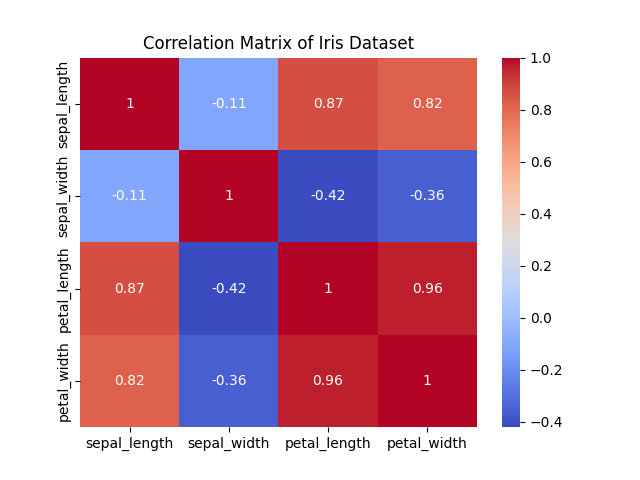 Correlation Matrix of Iris Dataset
sepal_length
1
-0.11
0.87
0.82
sepal_width
-0.11
1
-0.42
-0.36
petal_length
0.87
-0.42
1
0.96
petal_width
0.82
-0.36
0.96
1
sepal_length
sepal_width
petal_length
petal_width
1.0
0.8
0.6
0.4
0.2
0.0
−0.2
−0.4